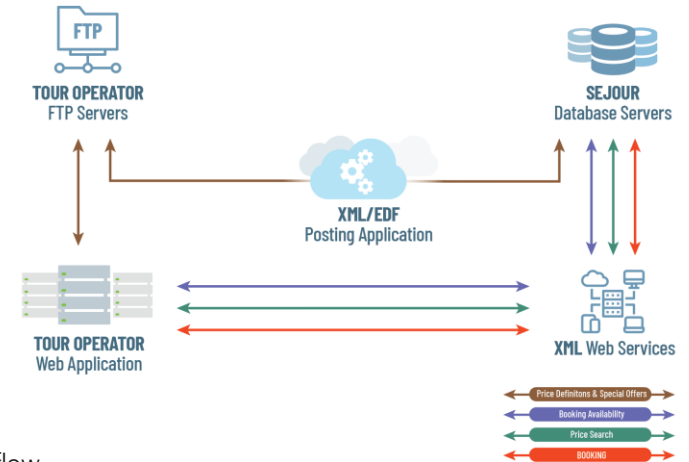 FTP
TOUR OPERATOR
FTP Servers
SEJOUR
Database Servers
XML/EDF
Posting Application
TOUR OPERATOR
Web Application
XML Web Services
Price Definitons & Special Offers
Booking Availability
Price Search
BOOKING